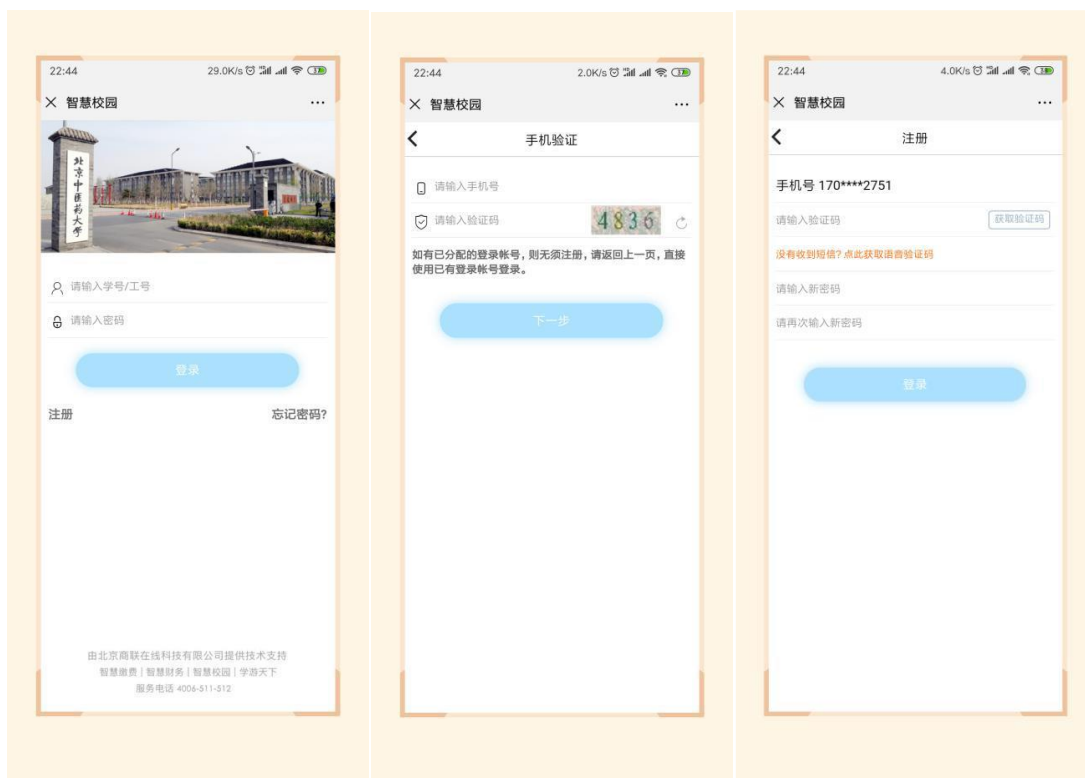 22:44
29.0K/s
智慧校园
北京中医药大学
请输入学号/工号
请输入密码
登录
注册
忘记密码?
由北京商联在线科技有限公司提供技术支持
智慧缴费 | 智慧财务 | 智慧校园 | 学游天下
服务电话 4006-511-512
22:44
2.0K/s
智慧校园
手机验证
请输入手机号
请输入验证码
4836
如有已分配的登录帐号，则无须注册，请返回上一页，直接
使用已有登录帐号登录。
下一步
22:44
4.0K/s
智慧校园
注册
手机号 170****2751
请输入验证码
获取验证码
没有收到短信? 点此获取语音验证码
请输入新密码
请再次输入新密码
登录